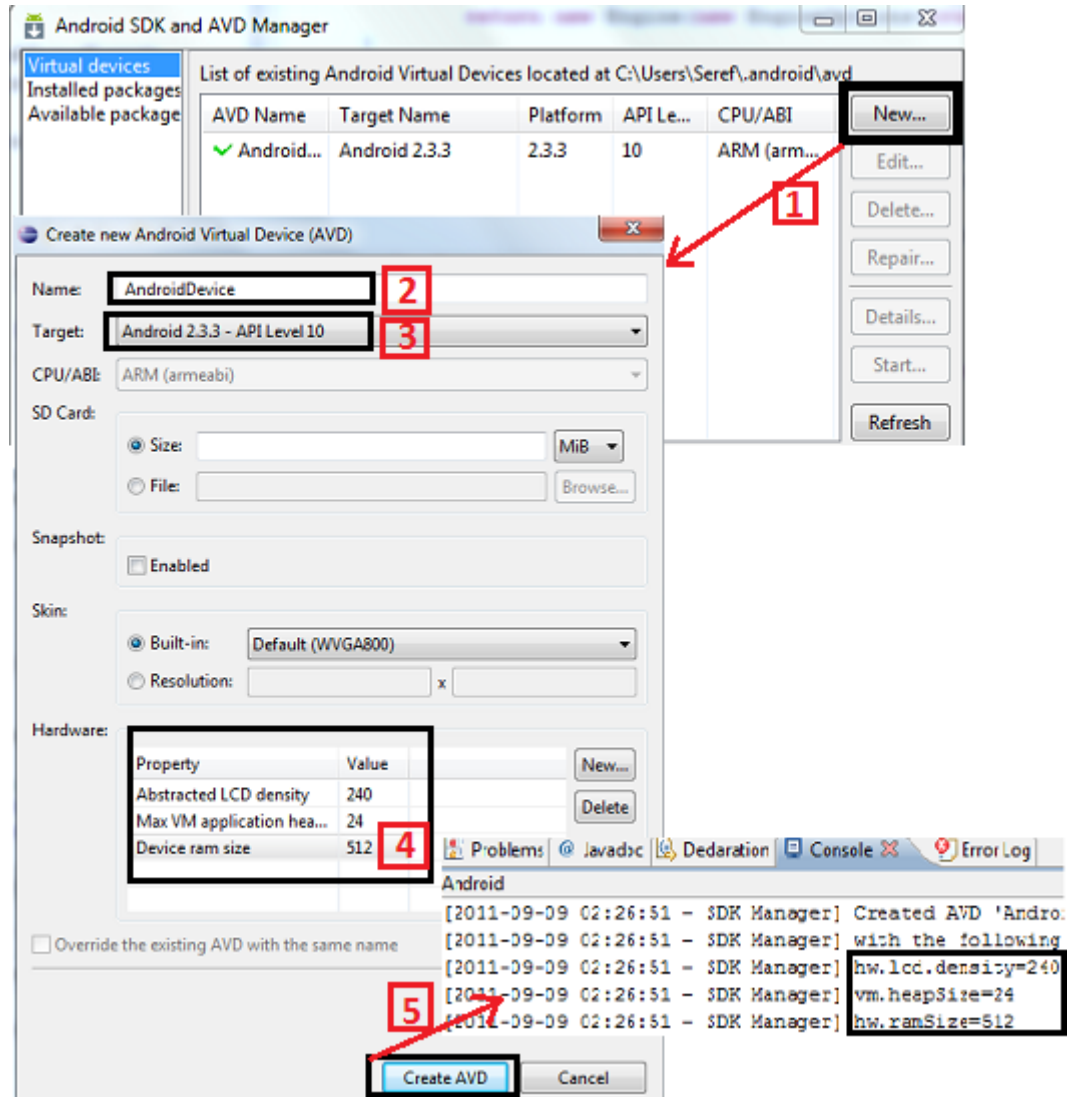 Android SDK and AVD Manager
Virtual devices
Installed packages
Available package
List of existing Android Virtual Devices located at C:\Users\Seref\.android\avd
AVD Name Target Name Platform API Le... CPU/ABI
Android... Android 2.3.3 2.3.3 10 ARM (arm...
New...
Edit...
Delete...
Repair...
Details...
Start...
Refresh
1
Create new Android Virtual Device (AVD)
Name: AndroidDevice 2
Target: Android 2.3.3 - API Level 10 3
CPU/ABI: ARM (armeabi)
SD Card:
Size: MiB
File: Browse...
Snapshot:
Enabled
Skin:
Built-in: Default (WVGA800)
Resolution: x
Hardware:
Property Value New...
Abstracted LCD density 240
Max VM application hea... 24 Delete
Device ram size 512 4
Override the existing AVD with the same name
Problems @ Javadoc Declaration Console Error Log
Android
[2011-09-09 02:26:51 - SDK Manager] Created AVD 'Andro
[2011-09-09 02:26:51 - SDK Manager] with the following
[2011-09-09 02:26:51 - SDK Manager] hw.lcd.density=240
[2011-09-09 02:26:51 - SDK Manager] vm.heapSize=24
[2011-09-09 02:26:51 - SDK Manager] hw.ramSize=512
5
Create AVD Cancel